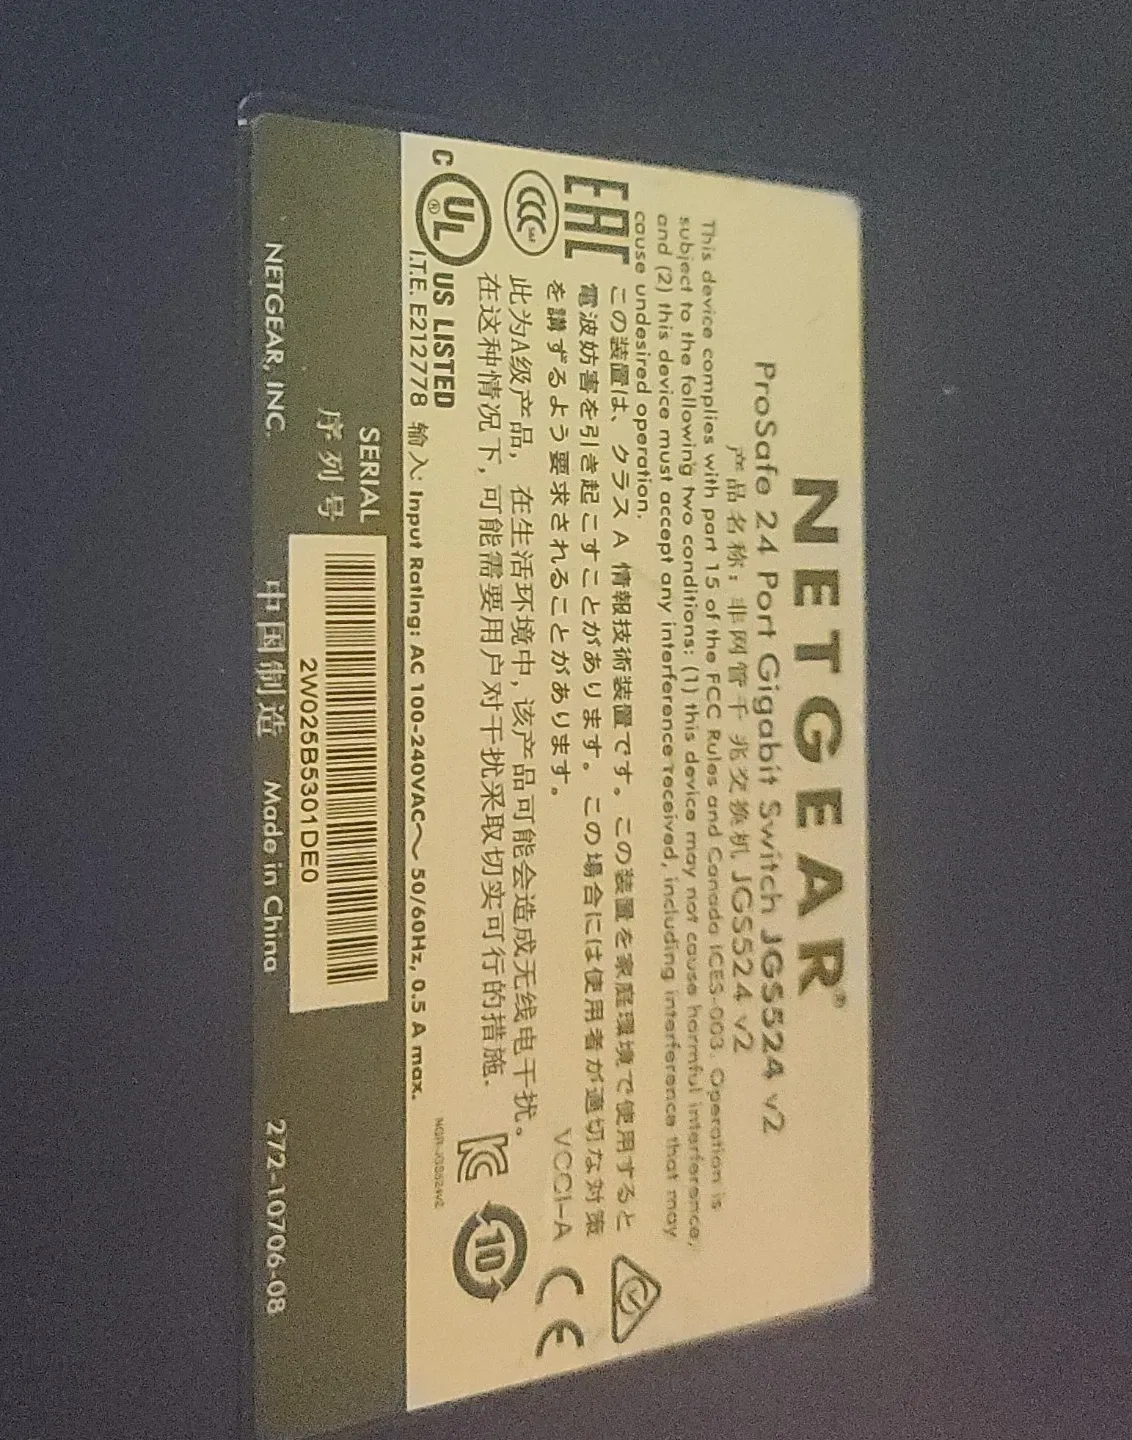 NETGEAR®
ProSafe 24 Port Gigabit Switch JGS524 v2
产品名称：非网管千兆交换机 JGS524 v2
This device complies with part 15 of the FCC Rules and Canada ICES-003. Operation is
subject to the following two conditions: (1) this device may not cause harmful interference,
and (2) this device must accept any interference received, including interference that may
cause undesired operation.
EAC
この装置は、クラス A 情報技術装置です。この装置を家庭環境で使用すると
電波妨害を引き起こすことがあります。この場合には使用者が適切な対策
を講ずるよう要求されることがあります。
VCCI-A
CCC
S&E
此为A级产品，在生活环境中，该产品可能会造成无线电干扰。
在这种情况下，可能需要用户对干扰采取切实可行的措施.
CE
10
C UL® US LISTED
I.T.E. E212778
输入: Input Rating: AC 100-240VAC～ 50/60Hz, 0.5 A max.
SERIAL
序列号
2W025B5301DE0
NETGEAR, INC.
中国制造 Made in China
272-10706-08